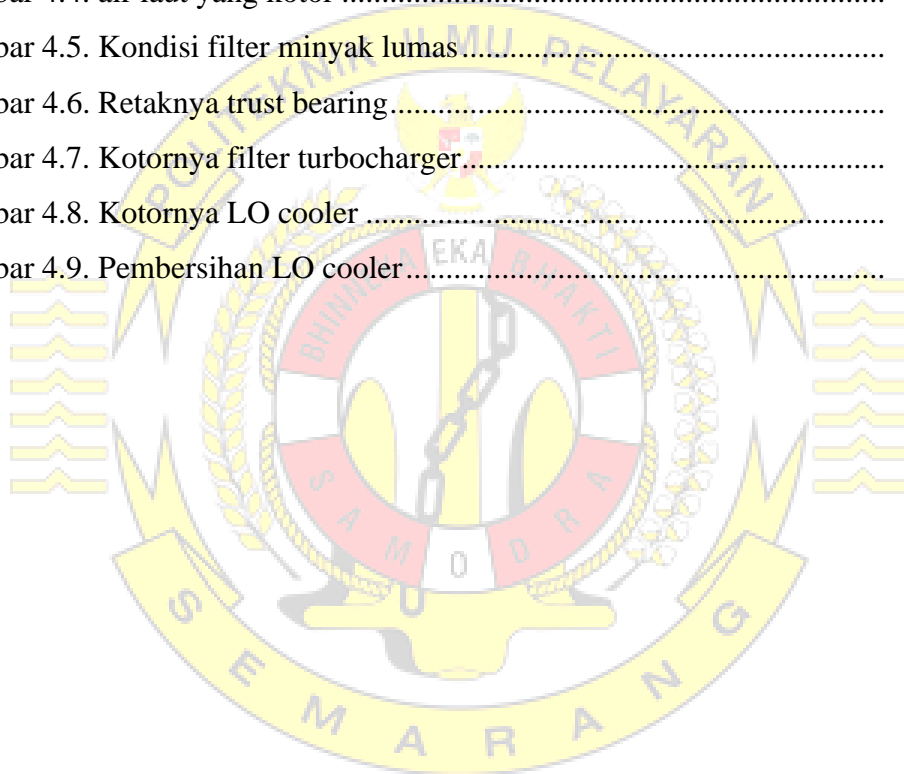 bar 4.4. air laut yang kotor ....................................................................
bar 4.5. Kondisi filter minyak lumas.......................................................
bar 4.6. Retaknya trust bearing................................................................
bar 4.7. Kotornya filter turbocharger.......................................................
bar 4.8. Kotornya LO cooler ...................................................................
bar 4.9. Pembersihan LO cooler..............................................................
POLITEKNIK ILMU PELAYARAN
BHINNEKA EKA BHAKTI
SAMODRA
SEMARANG